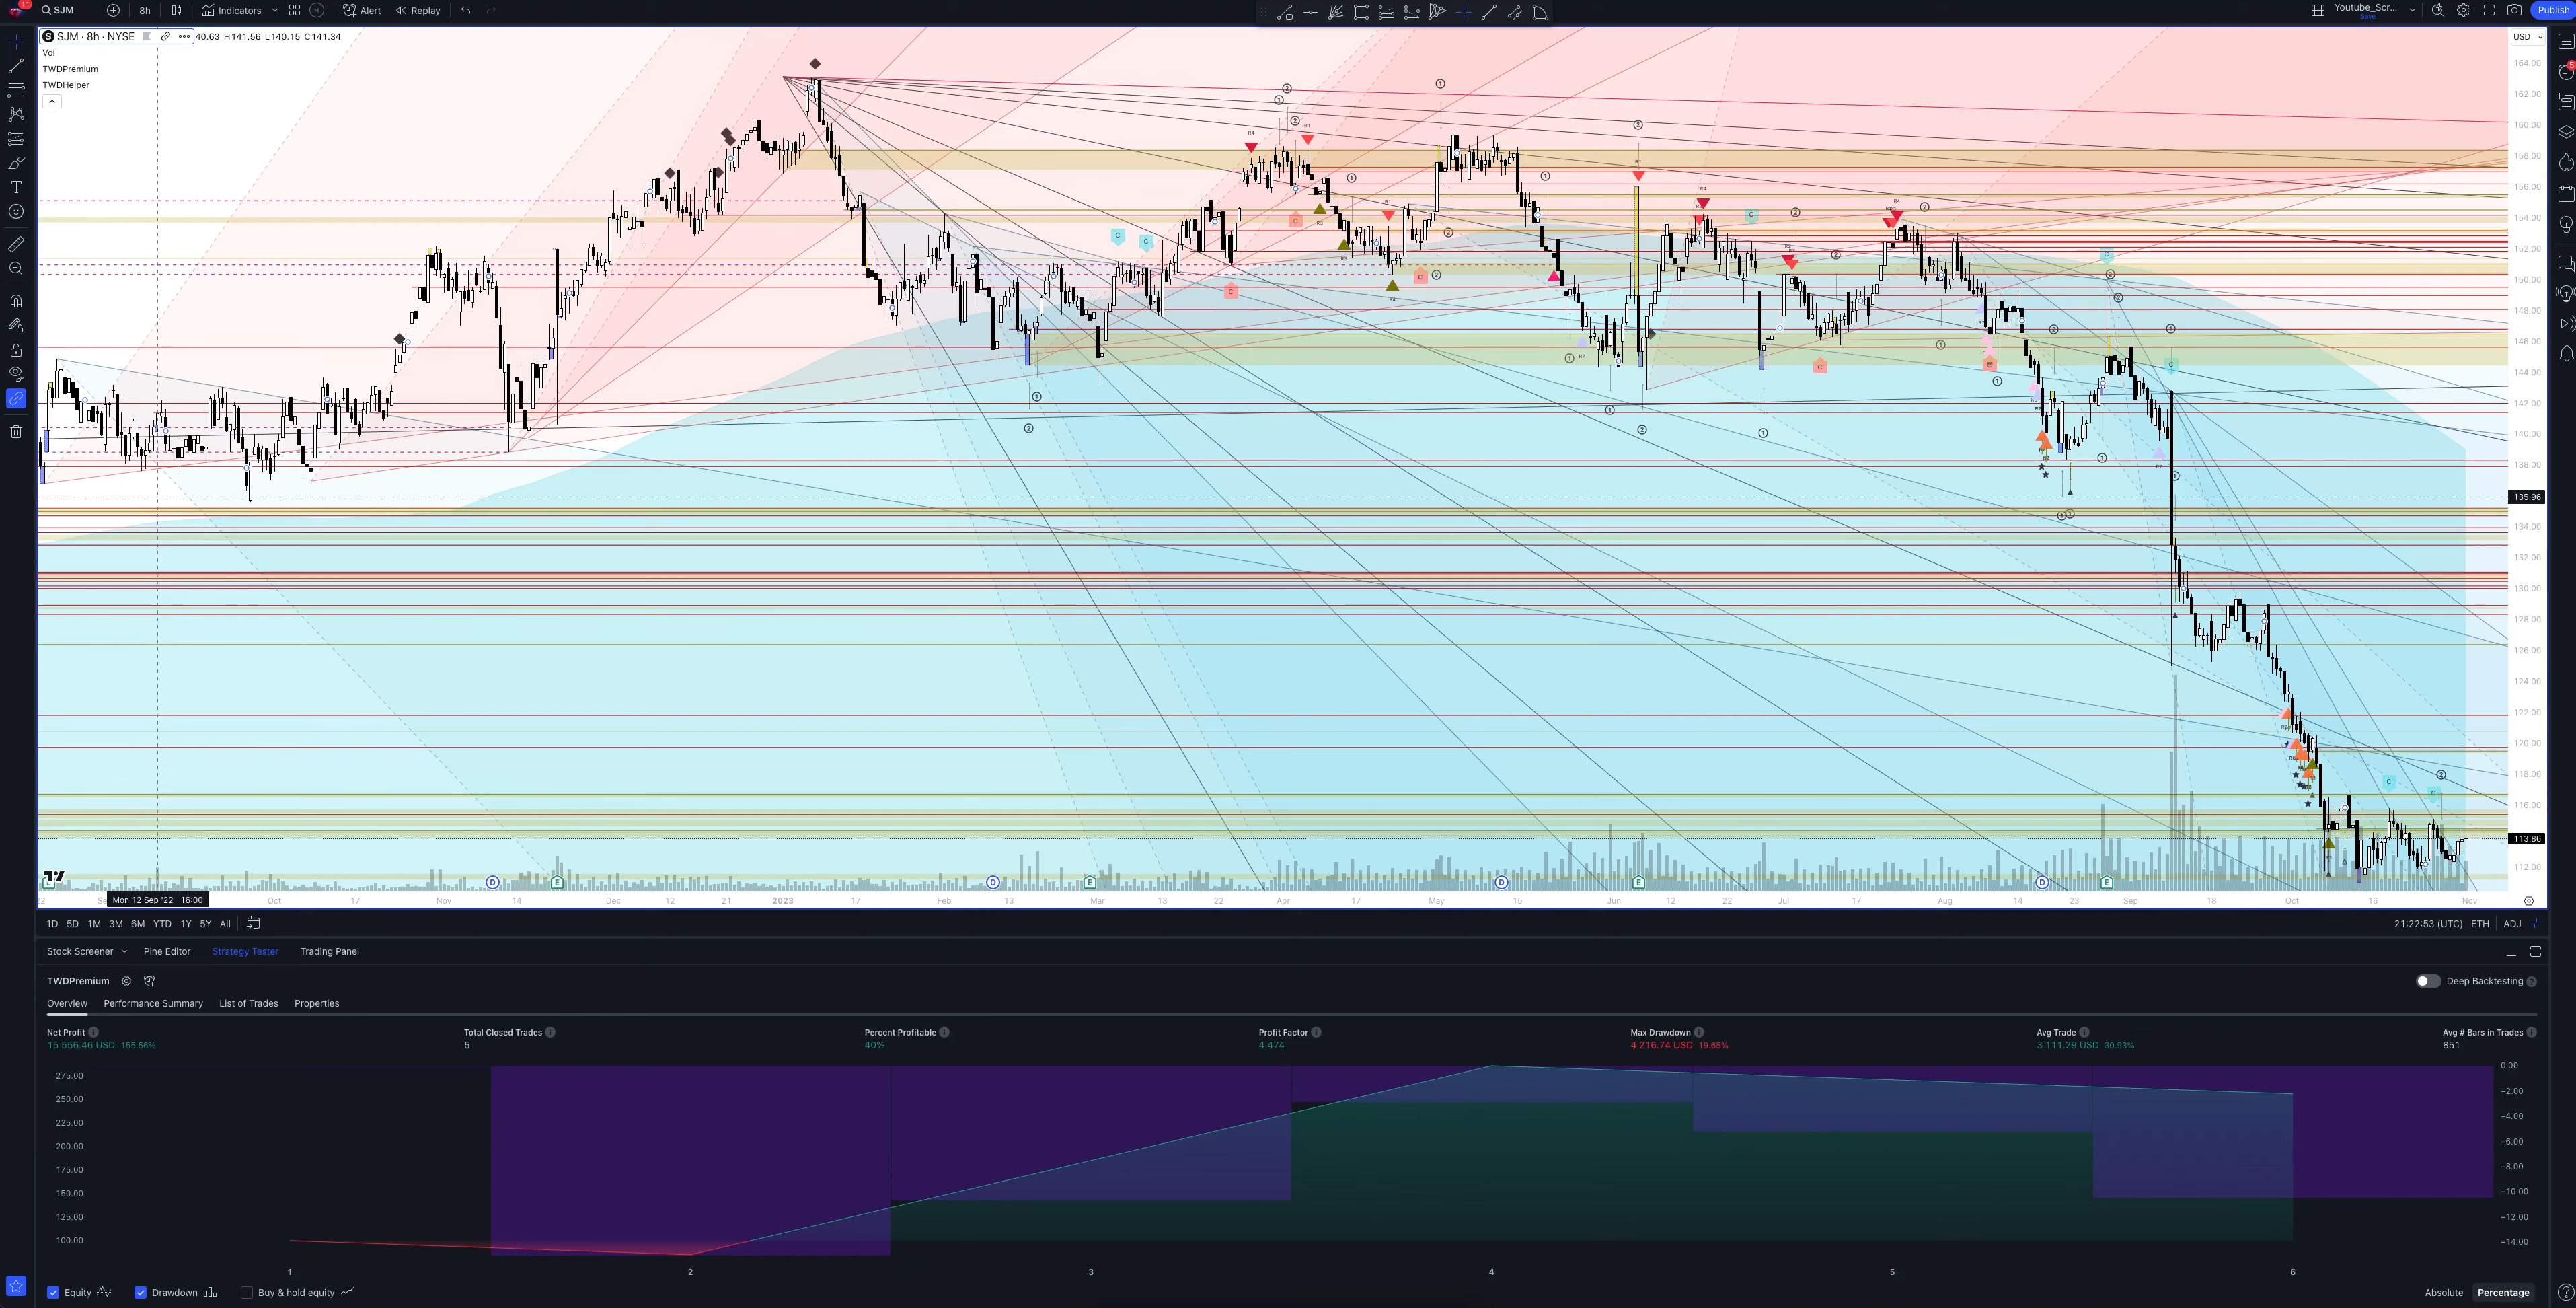 11
SJM
8h
Indicators
Alert
Replay
Youtube_Scr...
Save
Publish
SJM · 8h · NYSE
40.63 H141.56 L140.15 C141.34
USD
Vol
TWDPremium
TWDHelper
5
164.00
162.00
160.00
158.00
156.00
154.00
152.00
150.00
148.00
146.00
144.00
142.00
140.00
138.00
135.96
134.00
132.00
130.00
128.00
126.00
124.00
122.00
120.00
118.00
116.00
113.86
112.00
22
Mon 12 Sep '22 16:00
Oct
17
Nov
14
Dec
12
21
2023
17
Feb
13
Mar
13
22
Apr
17
May
15
Jun
12
22
Jul
17
Aug
14
23
Sep
18
Oct
16
Nov
1D 5D 1M 3M 6M YTD 1Y 5Y All
21:22:53 (UTC) ETH ADJ
Stock Screener
Pine Editor
Strategy Tester
Trading Panel
TWDPremium
Deep Backtesting
Overview
Performance Summary
List of Trades
Properties
Net Profit
15 556.46 USD 155.56%
Total Closed Trades
5
Percent Profitable
40%
Profit Factor
4.474
Max Drawdown
4 216.74 USD 19.65%
Avg Trade
3 111.29 USD 30.93%
Avg # Bars in Trades
851
275.00
250.00
225.00
200.00
175.00
150.00
125.00
100.00
0.00
−2.00
−4.00
−6.00
−8.00
−10.00
−12.00
−14.00
1
2
3
4
5
6
Equity
Drawdown
Buy & hold equity
Absolute
Percentage